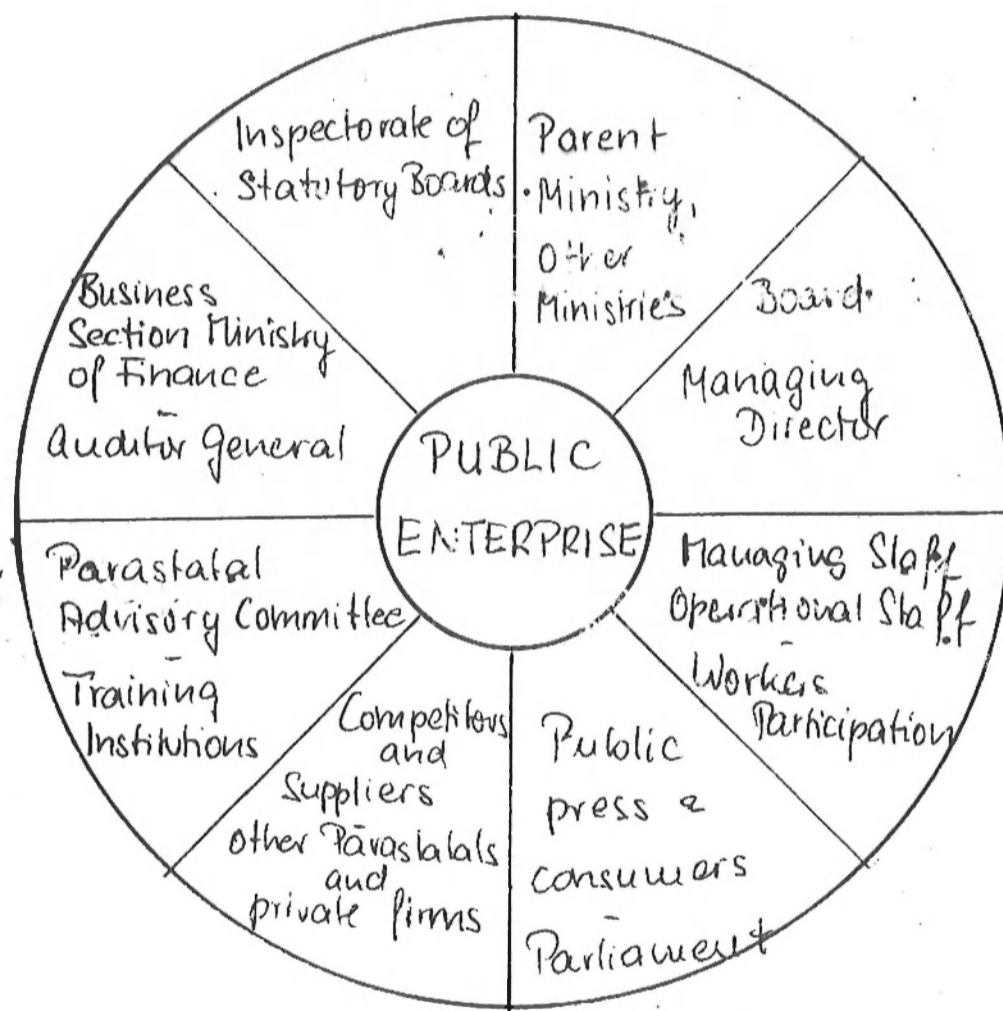 Inspectorate of
Statutory Boards
Parent
Ministry,
Other
Ministries
Board
Managing
Director
Managing Staff
Operational Staff
-
Workers
Participation
Public
press &
consumers
-
Parliament
Competitors
and
Suppliers
other Parastatals
and
private firms
Parastatal
Advisory Committee
-
Training
Institutions
Business
Section Ministry
of Finance
-
Auditor General
PUBLIC
ENTERPRISE